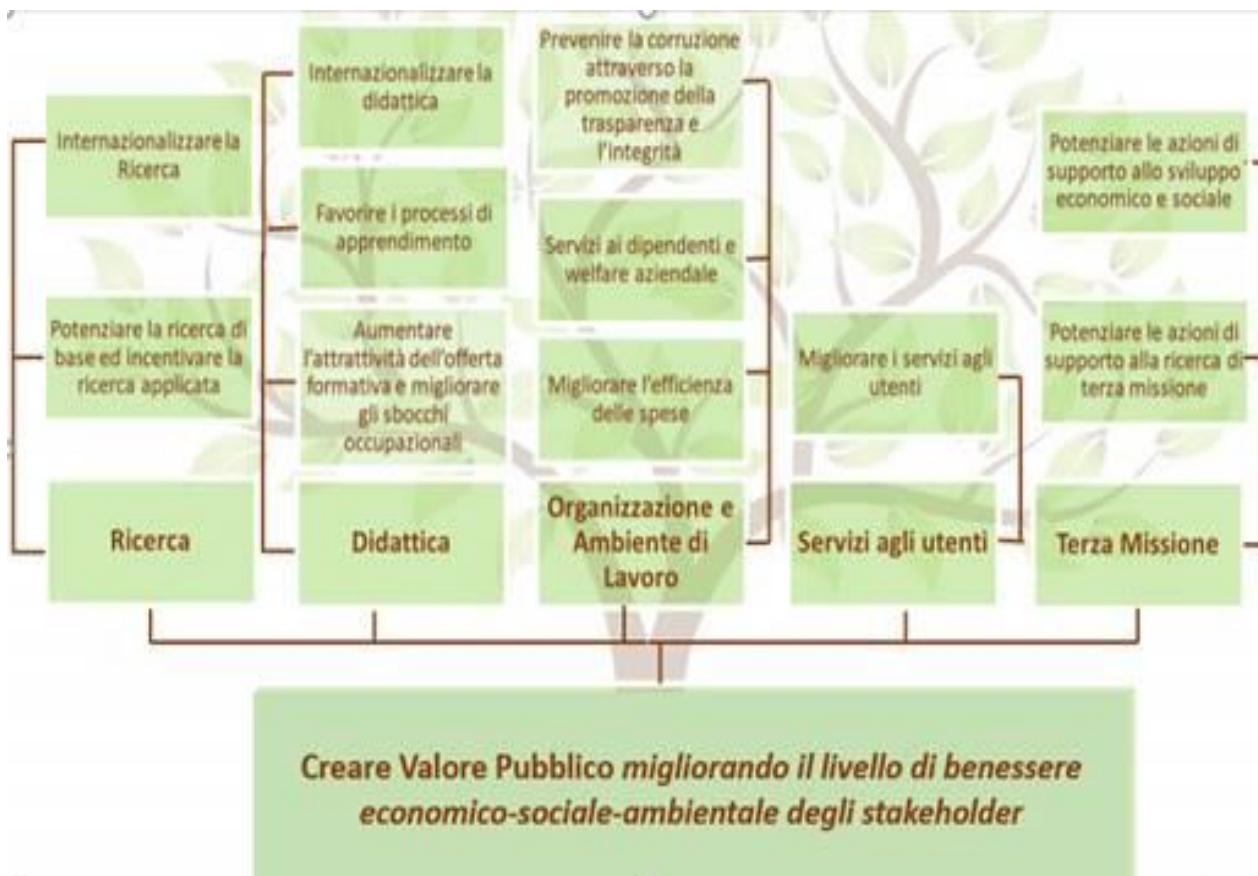 Internazionalizzare la
Ricerca
Potenziare la ricerca di
base ed incentivare la
ricerca applicata
Ricerca
Internazionalizzare la
didattica
Favorire i processi di
apprendimento
Aumentare
l'attrattività dell'offerta
formativa e migliorare
gli sbocchi
occupazionali
Didattica
Prevenire la corruzione
attraverso la
promozione della
trasparenza e
l'integrità
Servizi ai dipendenti e
welfare aziendale
Migliorare l'efficienza
delle spese
Organizzazione e
Ambiente di
Lavoro
Migliorare i servizi agli
utenti
Servizi agli utenti
Potenziare le azioni di
supporto allo sviluppo
economico e sociale
Potenziare le azioni di
supporto alla ricerca di
terza missione
Terza Missione
Creare Valore Pubblico migliorando il livello di benessere
economico-sociale-ambientale degli stakeholder